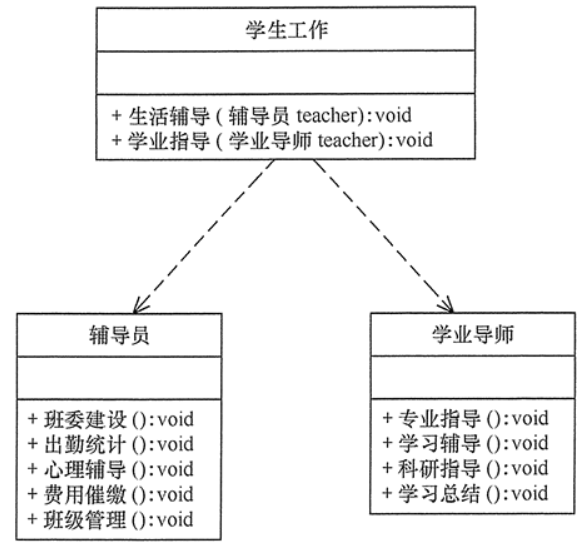 学生工作
+ 生活辅导 ( 辅导员 teacher):void
+ 学业指导 ( 学业导师 teacher):void
辅导员
+ 班委建设 ():void
+ 出勤统计 ():void
+ 心理辅导 ():void
+ 费用催缴 ():void
+ 班级管理 ():void
学业导师
+ 专业指导 ():void
+ 学习辅导 ():void
+ 科研指导 ():void
+ 学习总结 ():void